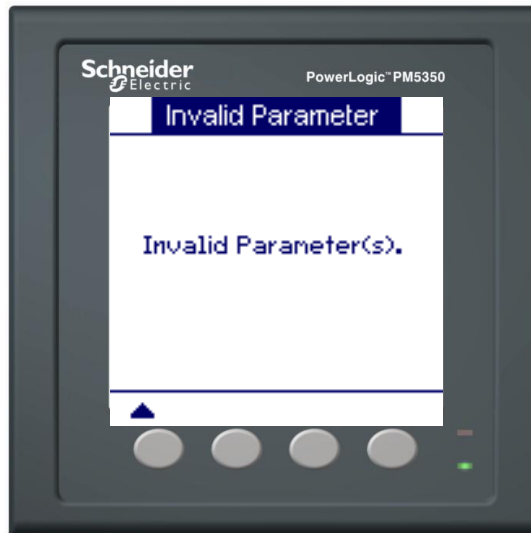 Schneider
Electric
PowerLogic™ PM5350
Invalid Parameter
Invalid Parameter(s).